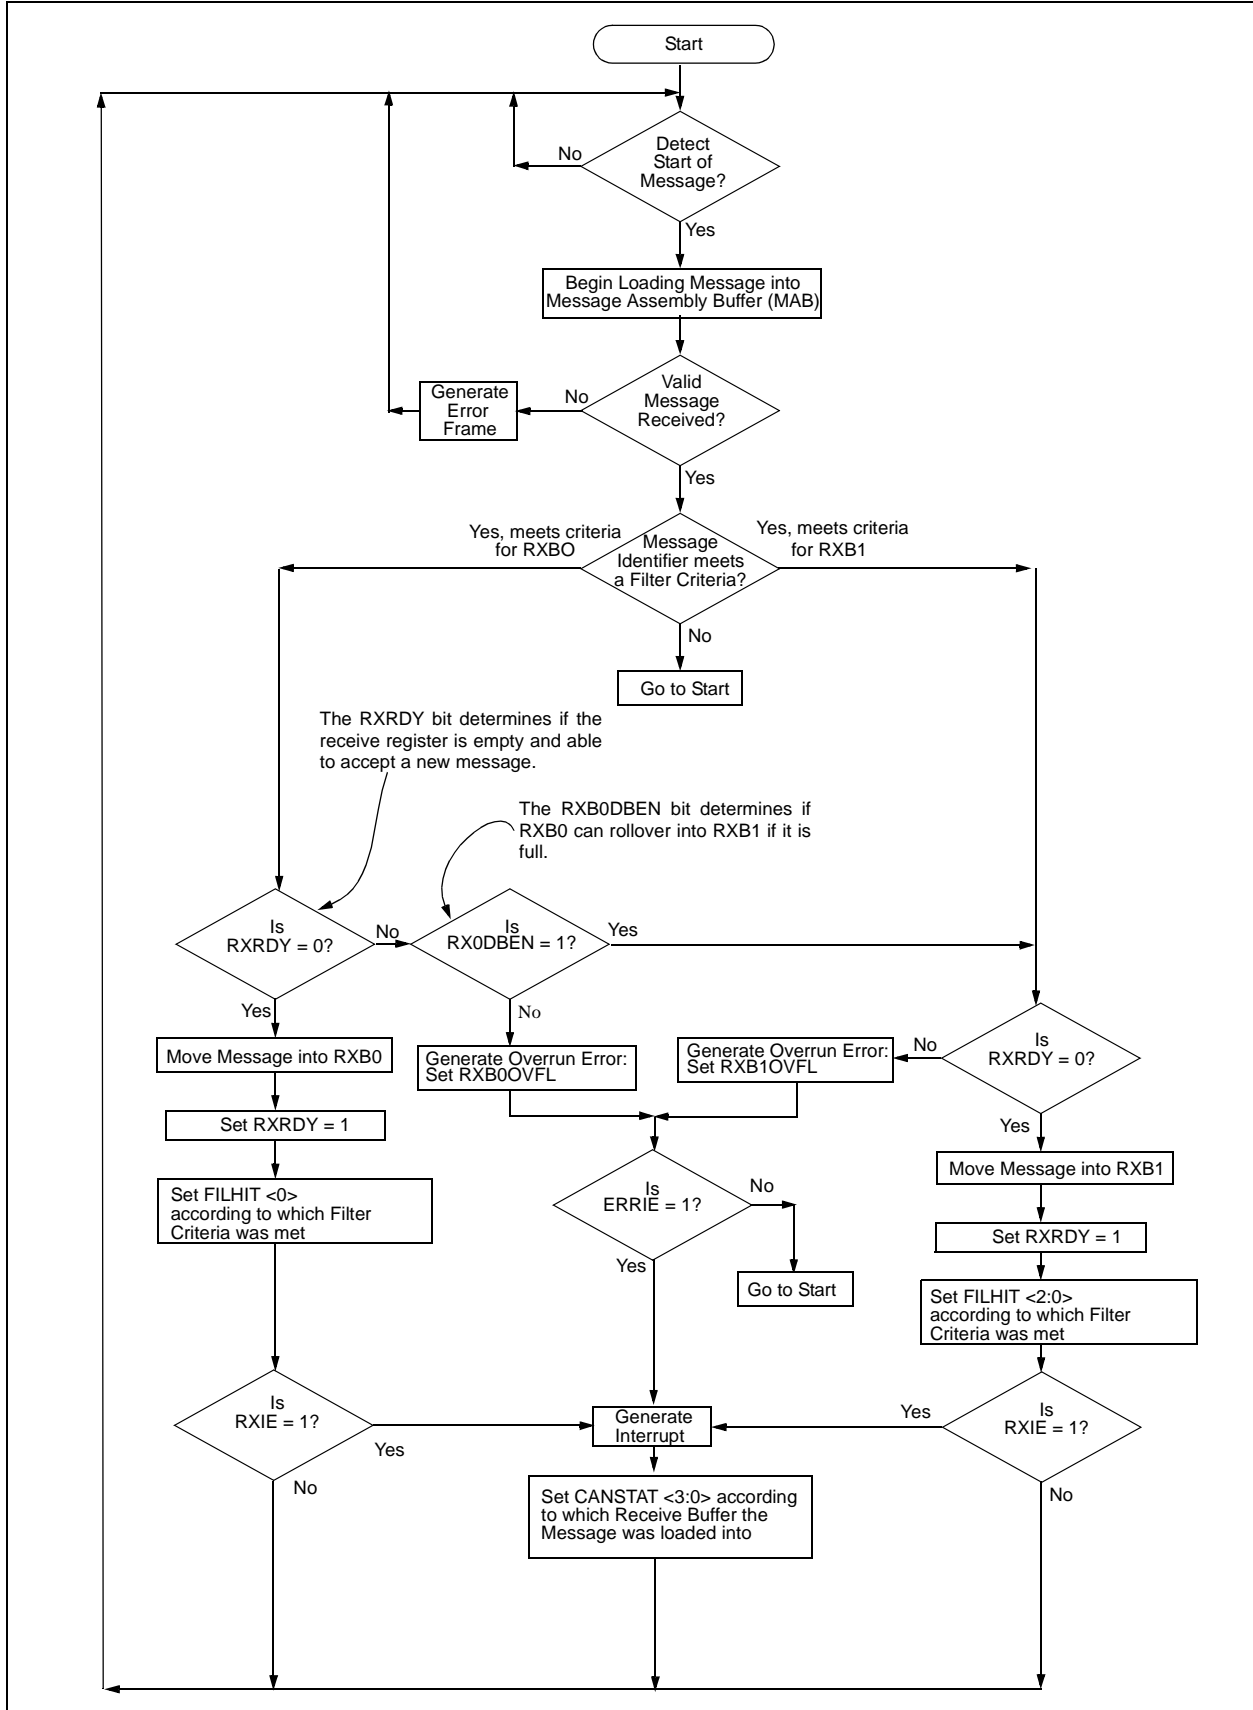 Start
Detect
Start of
Message?
No
Yes
Begin Loading Message into
Message Assembly Buffer (MAB)
Valid
Message
Received?
No
Generate
Error
Frame
Yes
Yes, meets criteria
for RXBO
Message
Identifier meets
a Filter Criteria?
Yes, meets criteria
for RXB1
No
Go to Start
The RXRDY bit determines if the
receive register is empty and able
to accept a new message.
The RXB0DBEN bit determines if
RXB0 can rollover into RXB1 if it is
full.
Is
RXRDY = 0?
No
Is
RX0DBEN = 1?
Yes
Yes
No
Move Message into RXB0
Generate Overrun Error:
Set RXB0OVFL
Generate Overrun Error:
Set RXB1OVFL
No
Is
RXRDY = 0?
Set RXRDY = 1
Yes
Move Message into RXB1
Set FILHIT <0>
according to which Filter
Criteria was met
Is
ERRIE = 1?
No
Yes
Go to Start
Set RXRDY = 1
Set FILHIT <2:0>
according to which Filter
Criteria was met
Is
RXIE = 1?
Yes
No
Generate
Interrupt
Yes
Is
RXIE = 1?
No
Set CANSTAT <3:0> according
to which Receive Buffer the
Message was loaded into